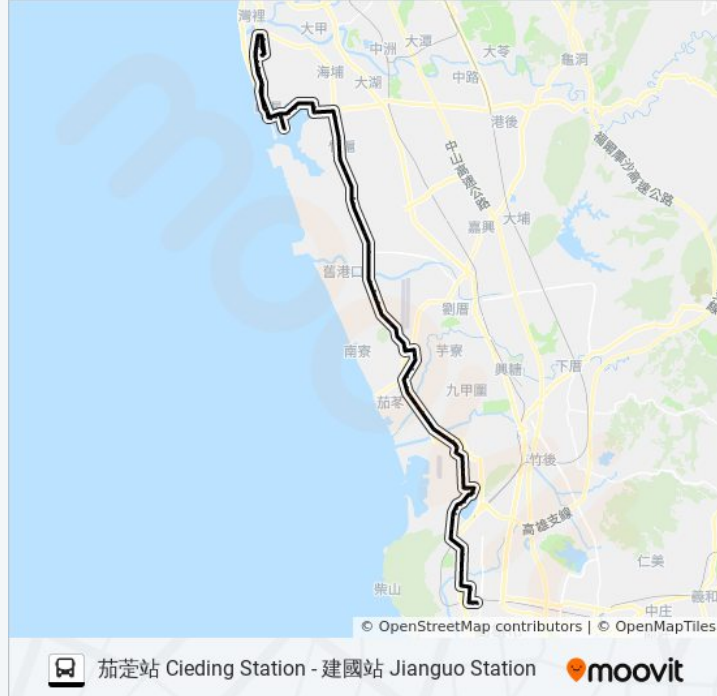 灣裡
大甲
中洲
大潭
大苓
龜洞
海埔
大湖
中路
港後
中山高速公路
福爾摩沙高速公路
大埔
嘉興
舊港口
劉厝
南寮
芋寮
興糖
下厝
九甲圍
茄苳
竹後
高雄支線
仁美
柴山
義和
中庄
© OpenStreetMap contributors | © OpenMapTiles
茄萣站 Cieding Station - 建國站 Jianguo Station
moovit